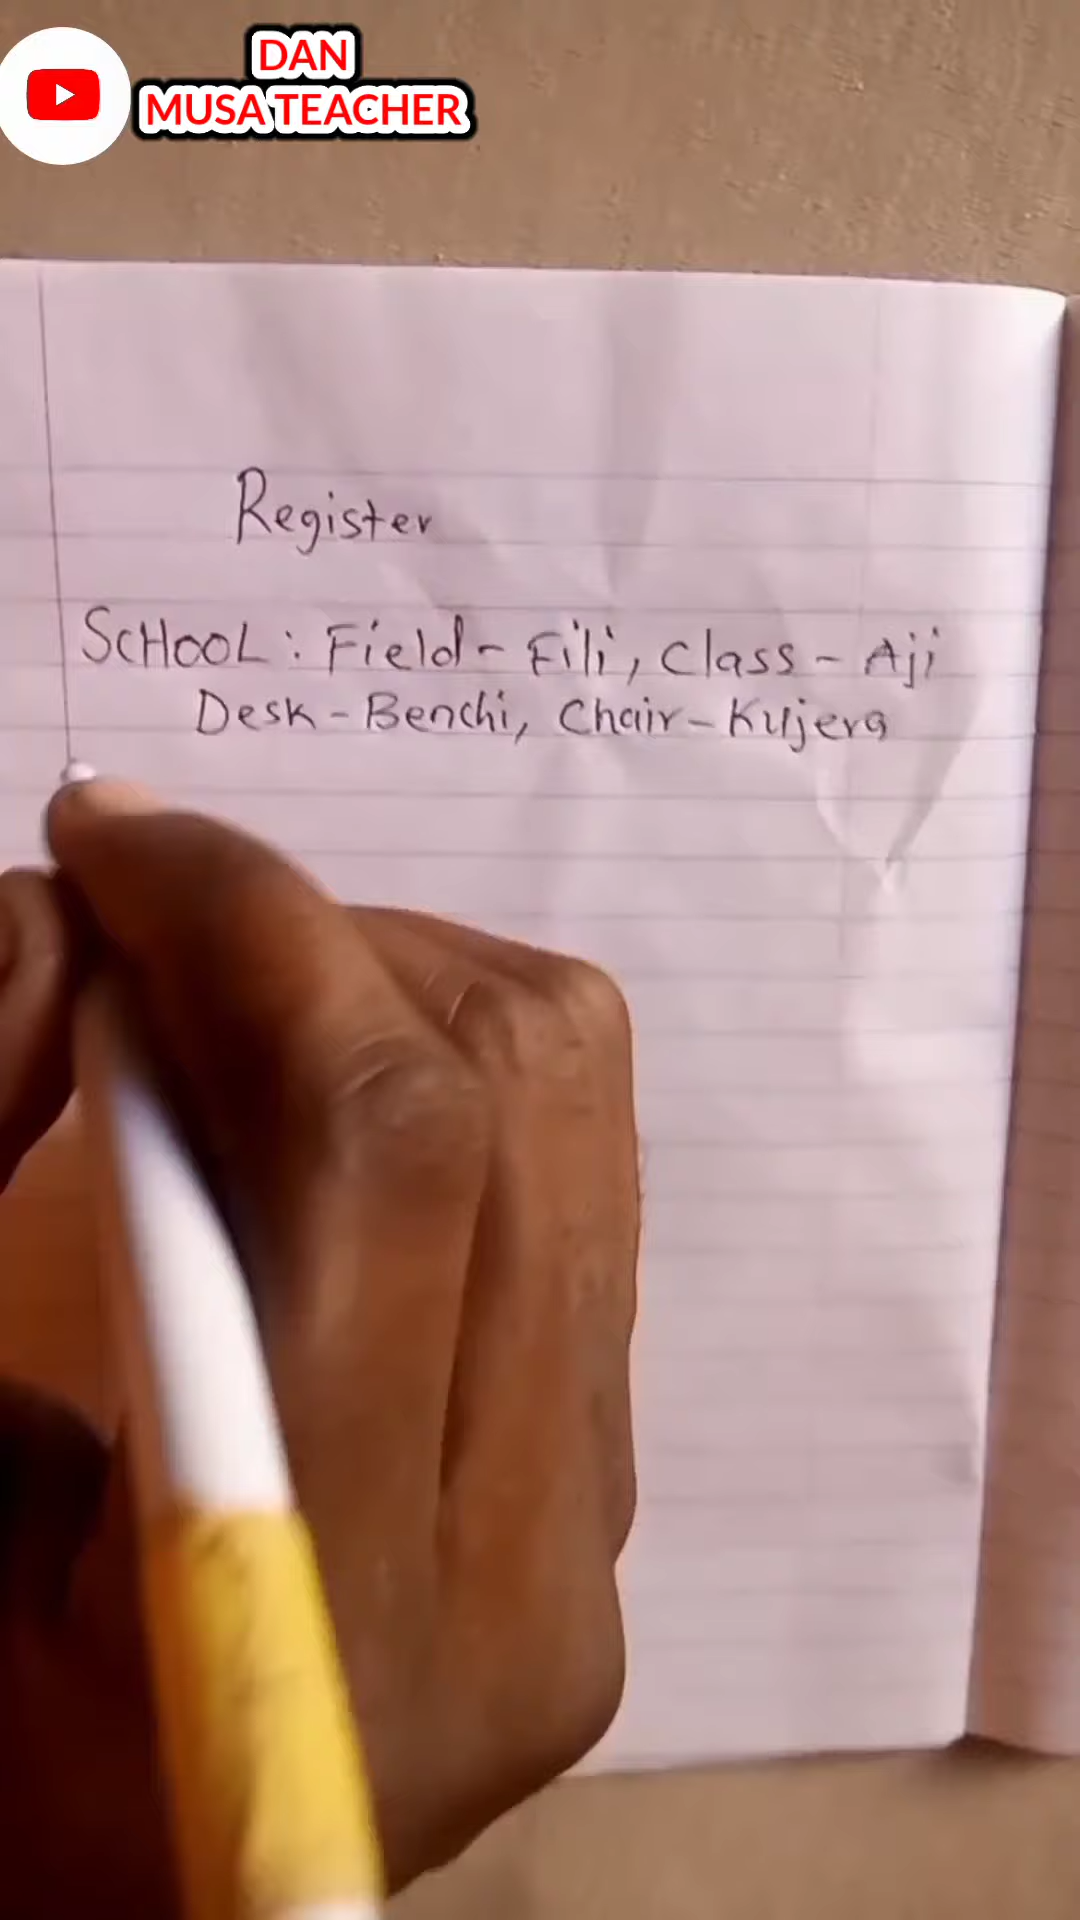 DAN
MUSA TEACHER
Register
SCHOOL: Field - Fili, Class - Aji
Desk - Benchi, Chair - Kujera